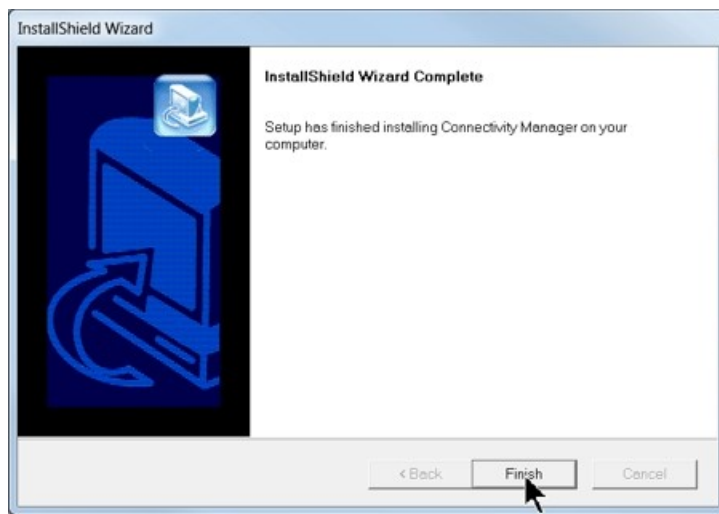 InstallShield Wizard
InstallShield Wizard Complete
Setup has finished installing Connectivity Manager on your
computer.
< Back
Finish
Cancel